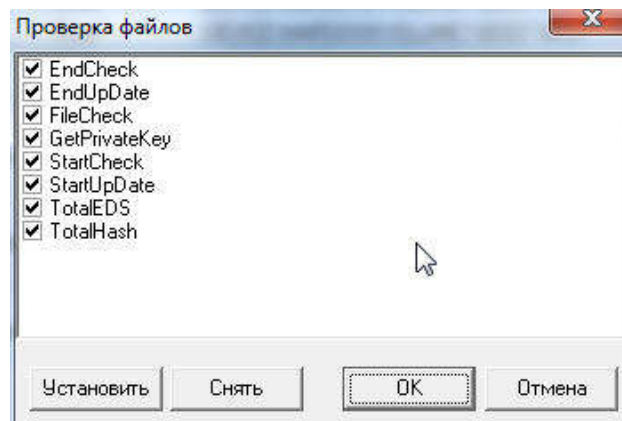 Проверка файлов
EndCheck
EndUpDate
FileCheck
GetPrivateKey
StartCheck
StartUpDate
TotalEDS
TotalHash
Установить Снять OK Отмена